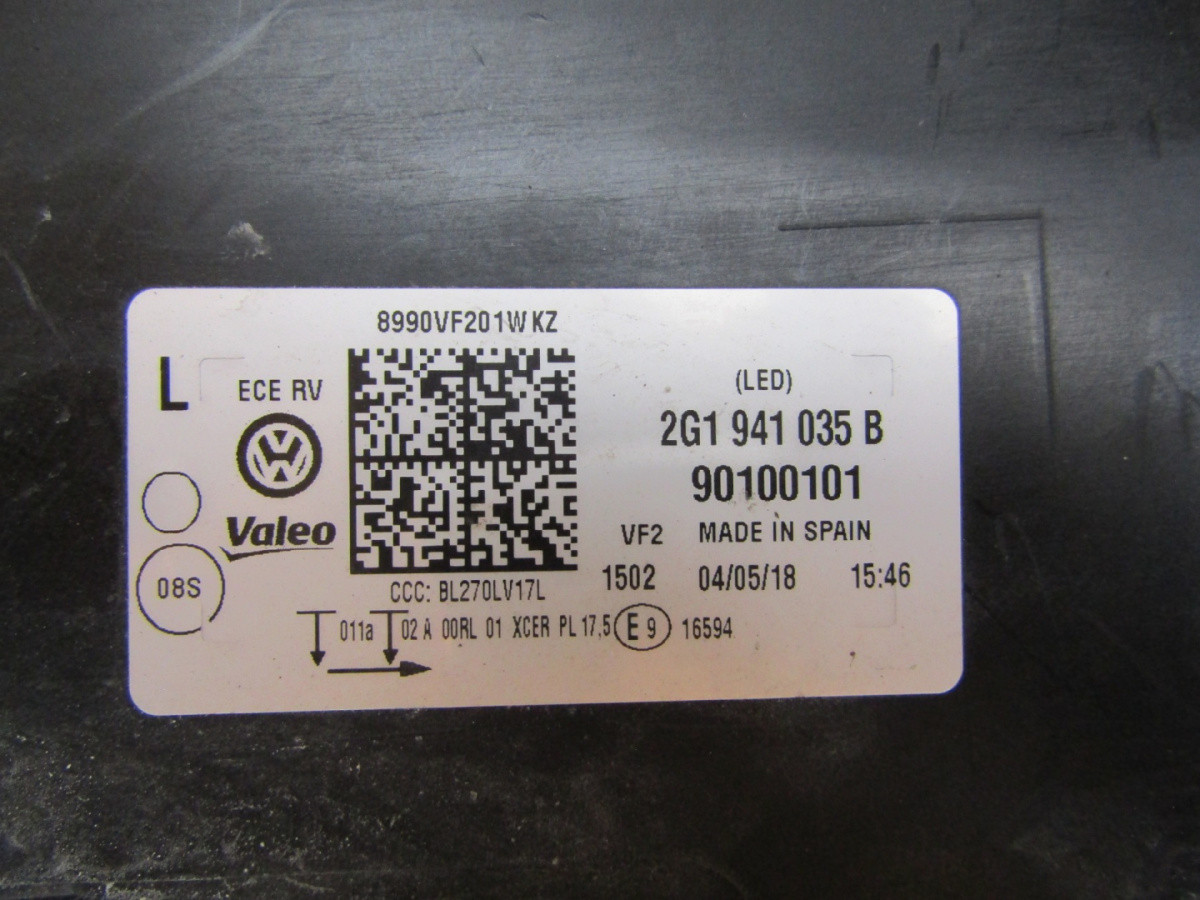 8990VF201W KZ
L
ECE RV
(LED)
2G1 941 035 B
90100101
Valeo
VF2 MADE IN SPAIN
08S
CCC: BL270LV17L
1502 04/05/18 15:46
011a 02 A 00RL 01 XCER PL 17,5 E 9 16594